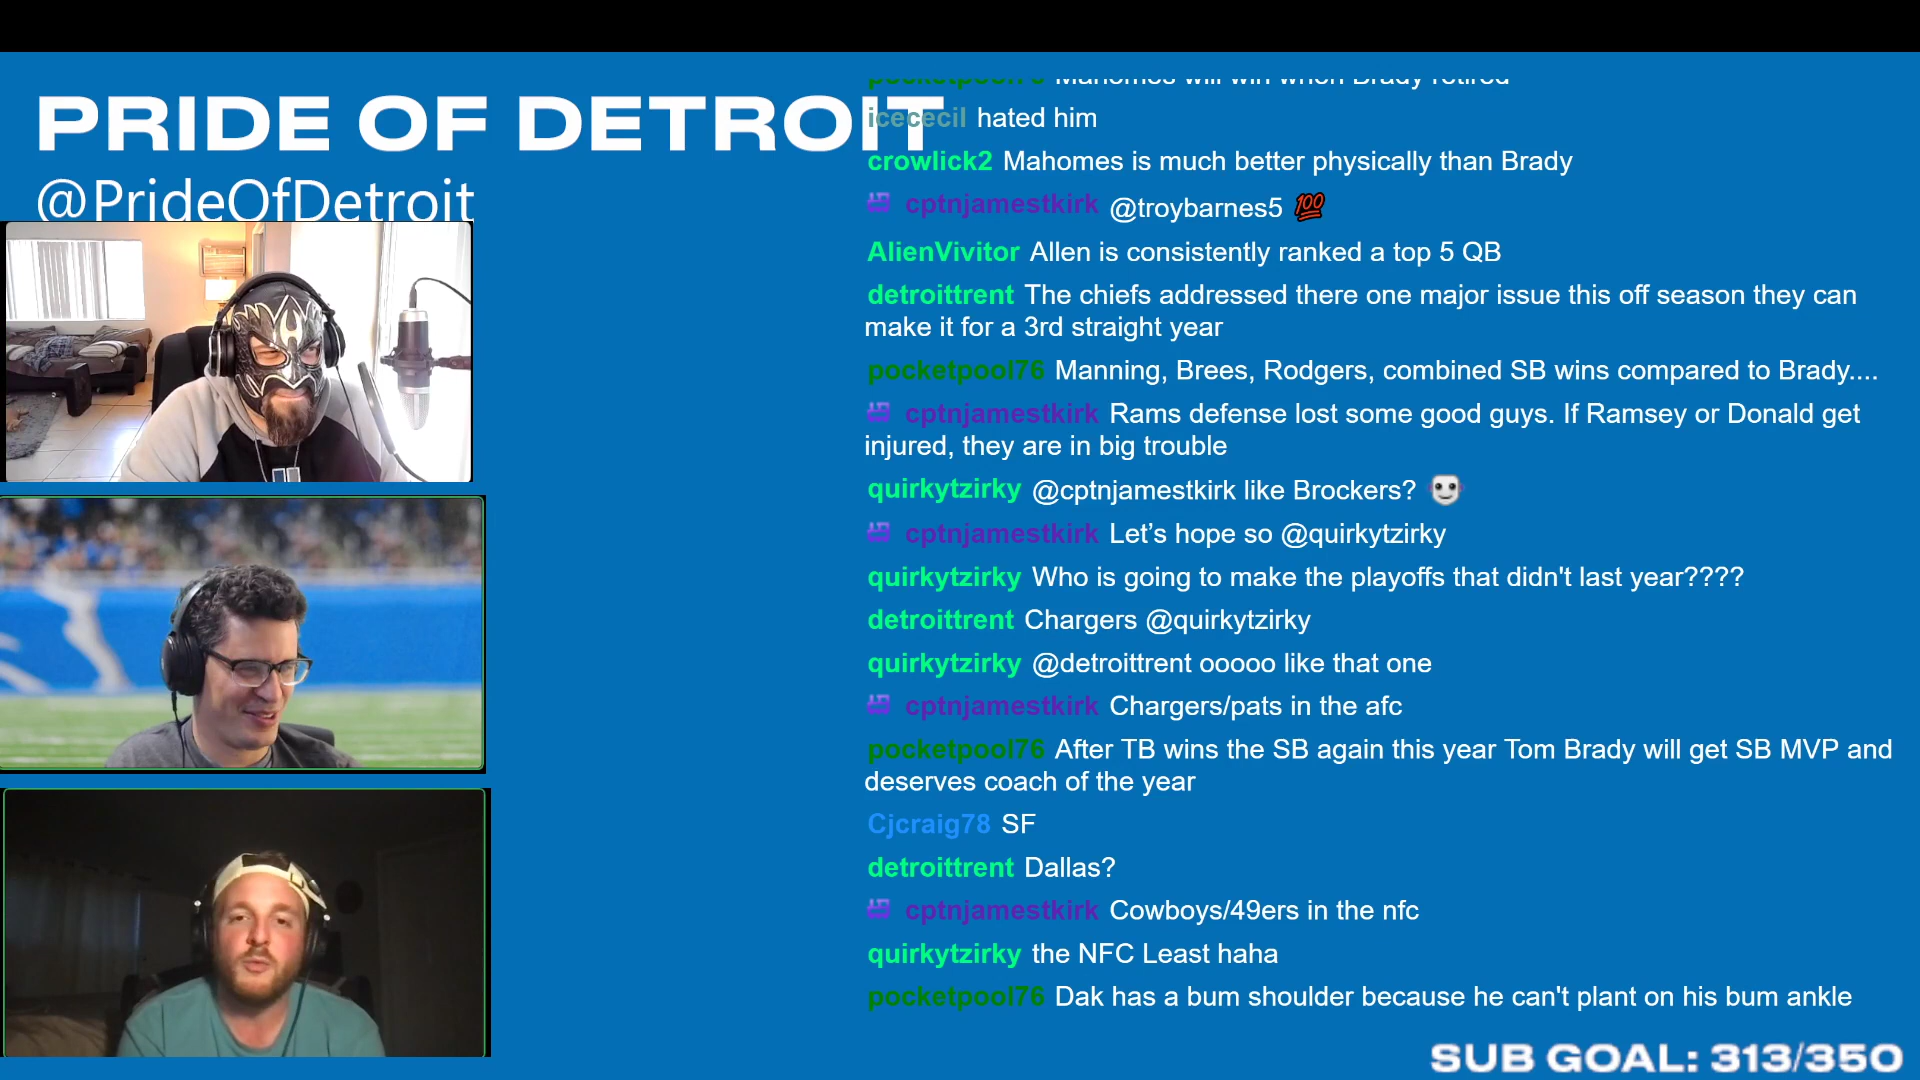 PRIDE OF DETROIT
@PrideOfDetroit
pocketpool76 Mahomes will win when Brady retired
icececil hated him
crowlick2 Mahomes is much better physically than Brady
cptnjamestkirk @troybarnes5 💯
AlienVivitor Allen is consistently ranked a top 5 QB
detroittrent The chiefs addressed there one major issue this off season they can
make it for a 3rd straight year
pocketpool76 Manning, Brees, Rodgers, combined SB wins compared to Brady....
cptnjamestkirk Rams defense lost some good guys. If Ramsey or Donald get
injured, they are in big trouble
quirkytzirky @cptnjamestkirk like Brockers?
cptnjamestkirk Let’s hope so @quirkytzirky
quirkytzirky Who is going to make the playoffs that didn't last year????
detroittrent Chargers @quirkytzirky
quirkytzirky @detroittrent ooooo like that one
cptnjamestkirk Chargers/pats in the afc
pocketpool76 After TB wins the SB again this year Tom Brady will get SB MVP and
deserves coach of the year
Cjcraig78 SF
detroittrent Dallas?
cptnjamestkirk Cowboys/49ers in the nfc
quirkytzirky the NFC Least haha
pocketpool76 Dak has a bum shoulder because he can't plant on his bum ankle
SUB GOAL: 313/350